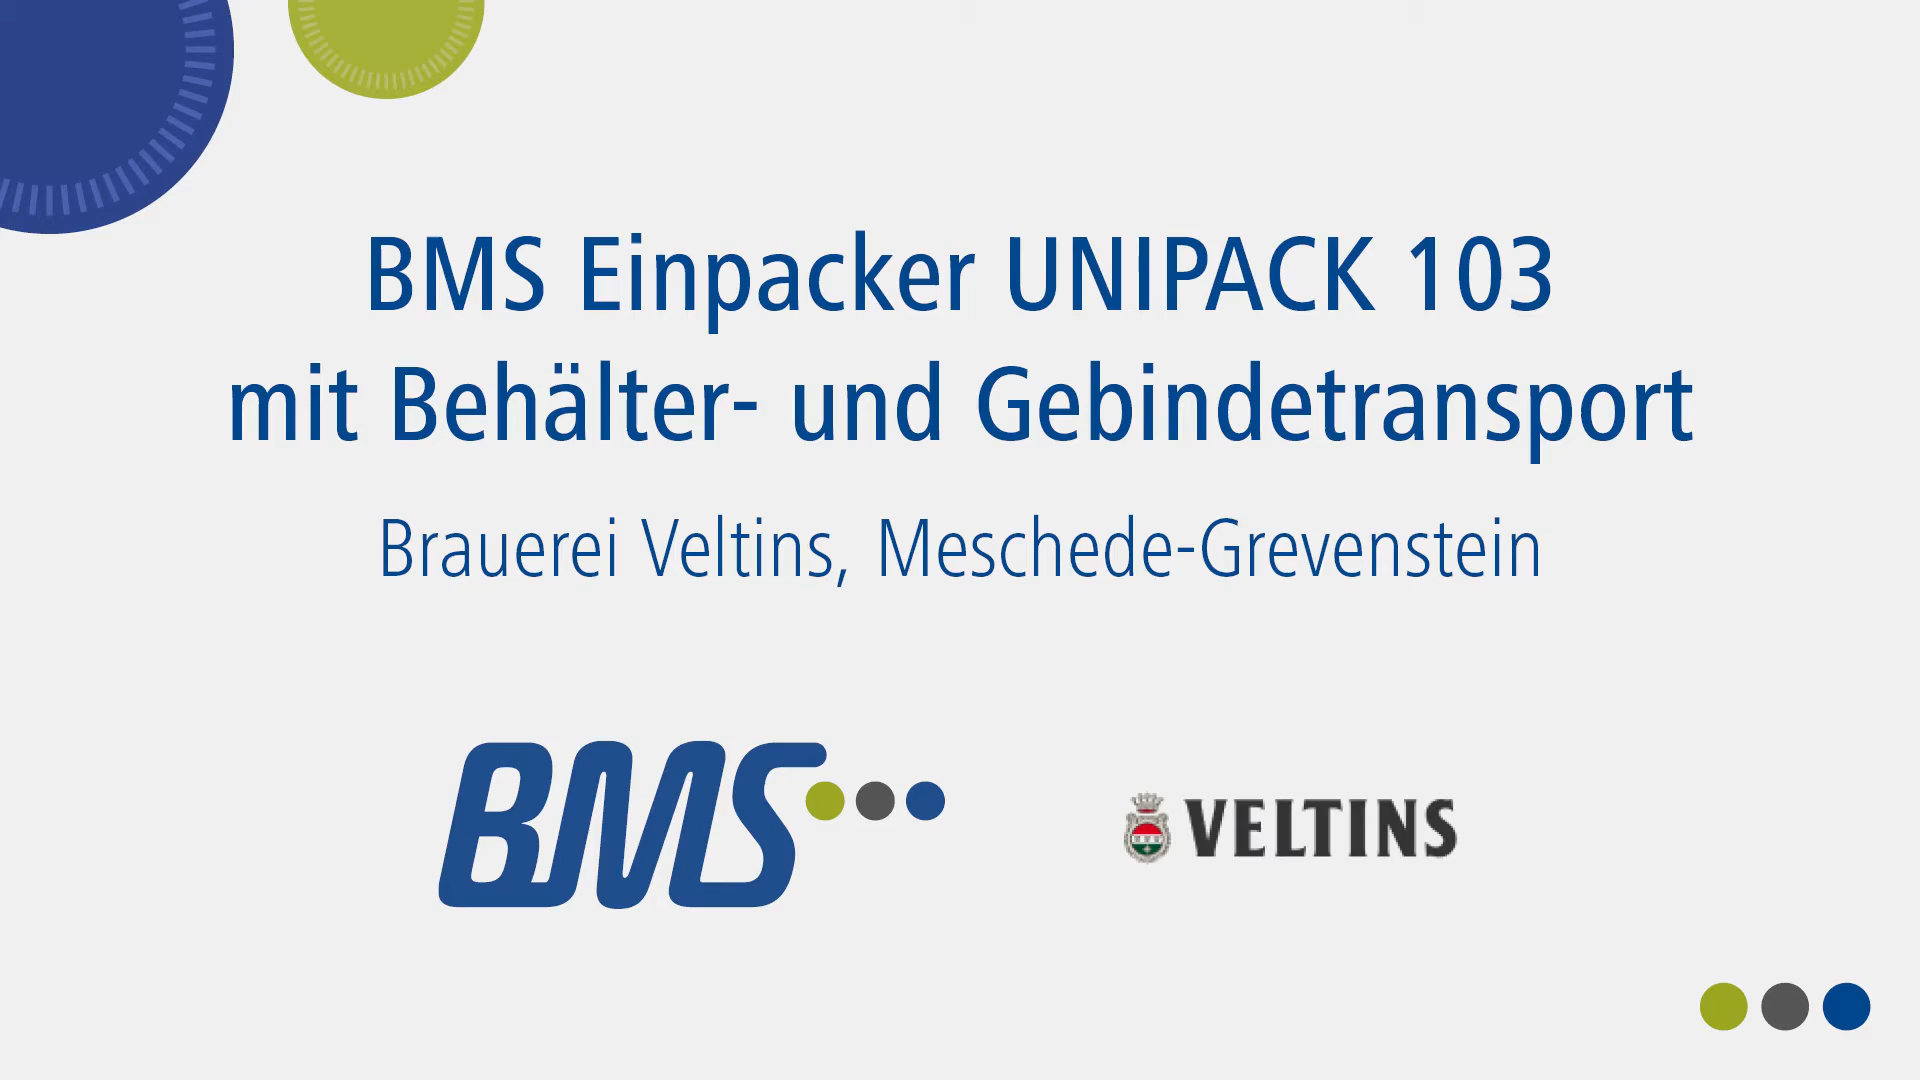 BMS Einpacker UNIPACK 103
mit Behälter- und Gebindetransport
Brauerei Veltins, Meschede-Grevenstein
BMS
VELTINS